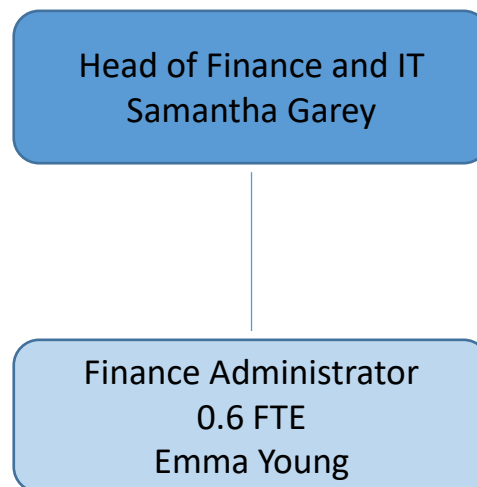 Head of Finance and IT
Samantha Garey
Finance Administrator
0.6 FTE
Emma Young